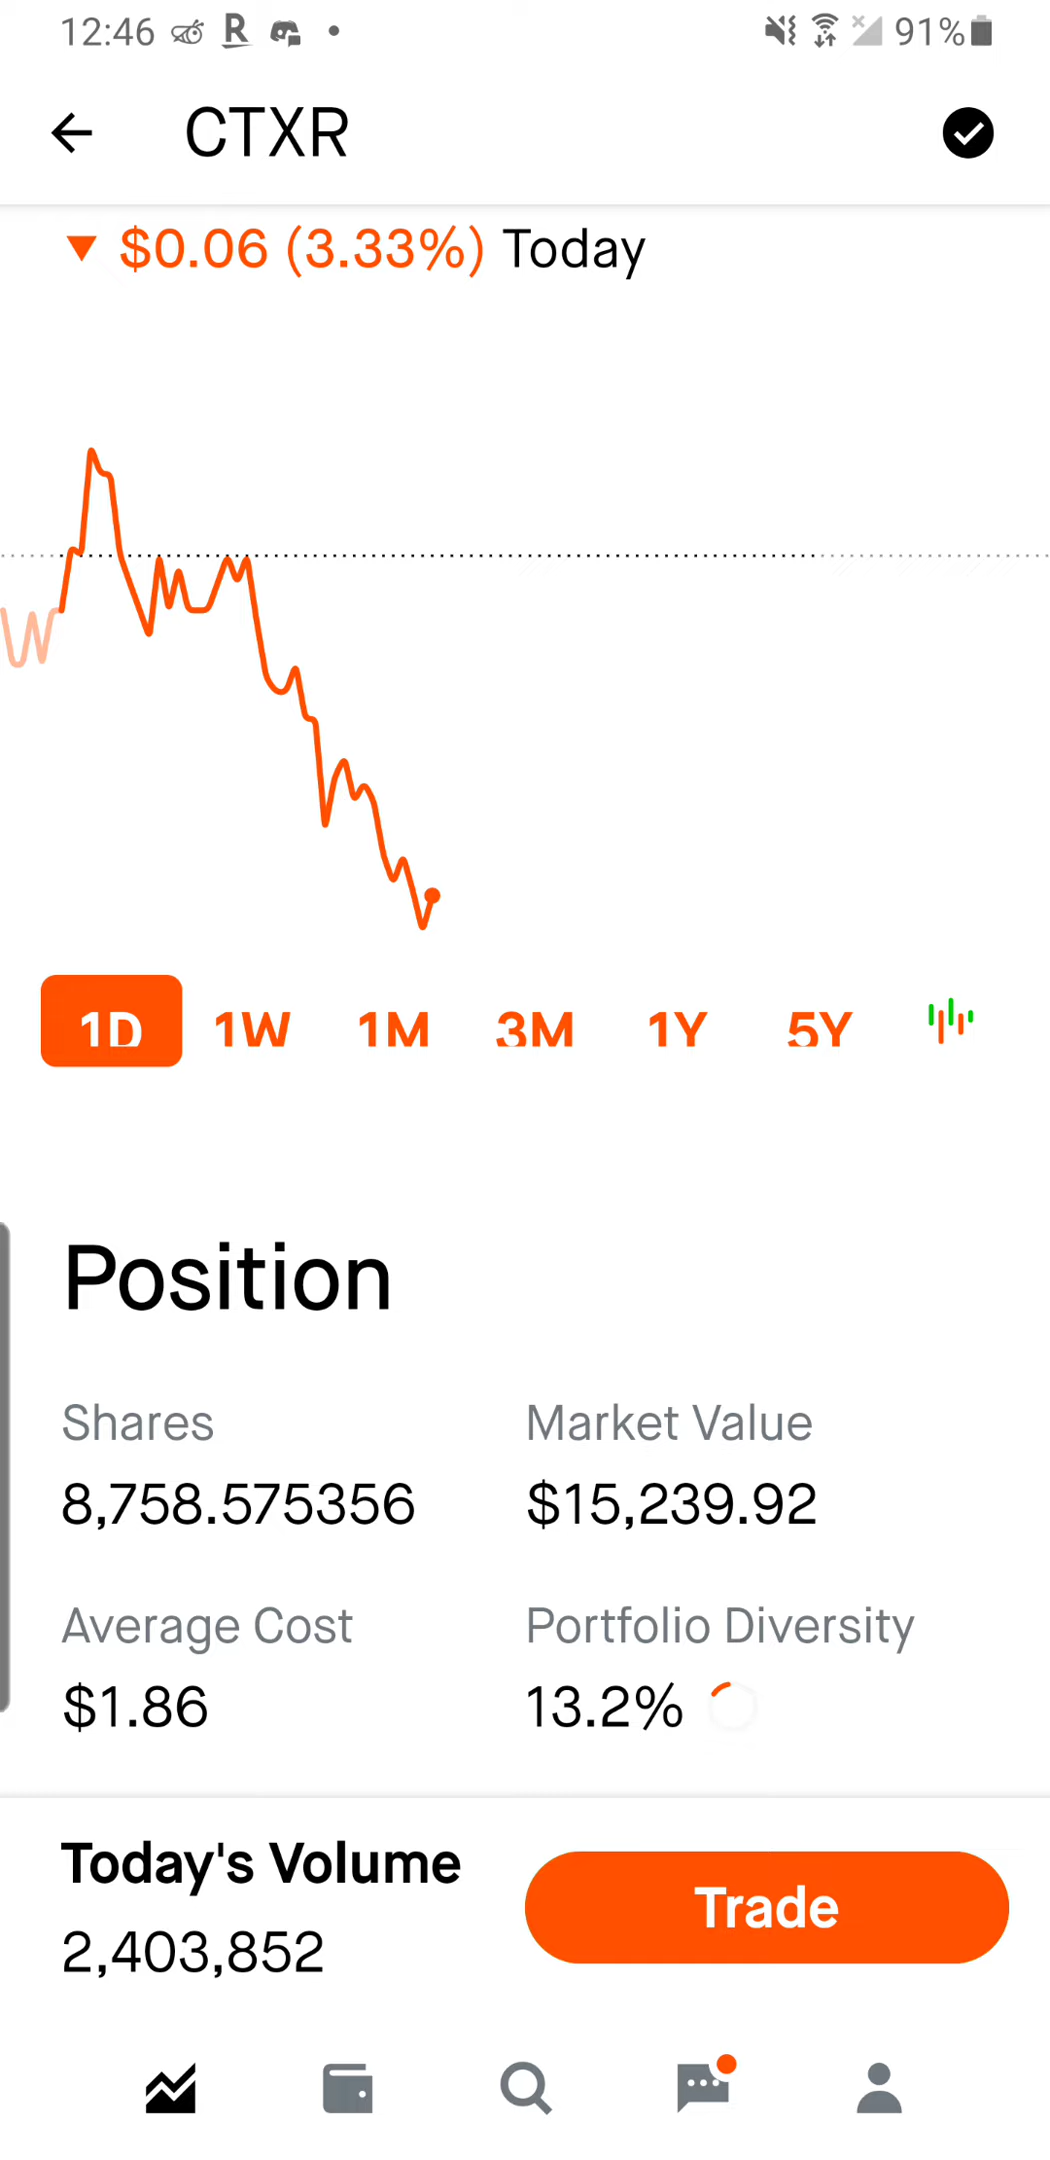 12:46 R 91%
CTXR
$0.06 (3.33%) Today
1D 1W 1M 3M 1Y 5Y
Position
Shares Market Value
8,758.575356 $15,239.92
Average Cost Portfolio Diversity
$1.86 13.2%
Today's Volume
Trade
2,403,852